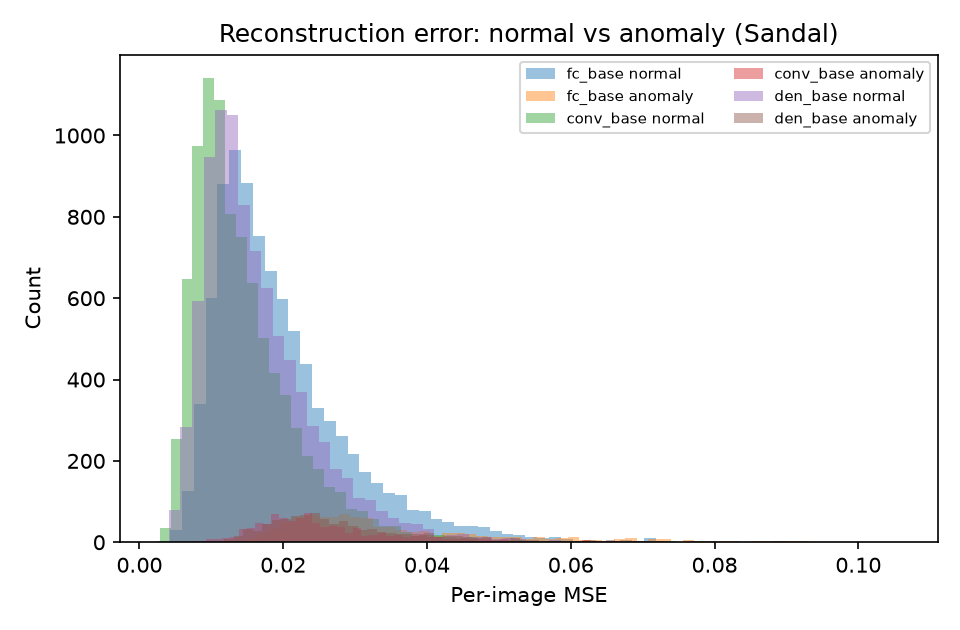 Reconstruction error: normal vs anomaly (Sandal)
fc_base normal
fc_base anomaly
conv_base normal
conv_base anomaly
den_base normal
den_base anomaly
Count
1000
800
600
400
200
0
0.00 0.02 0.04 0.06 0.08 0.10
Per-image MSE